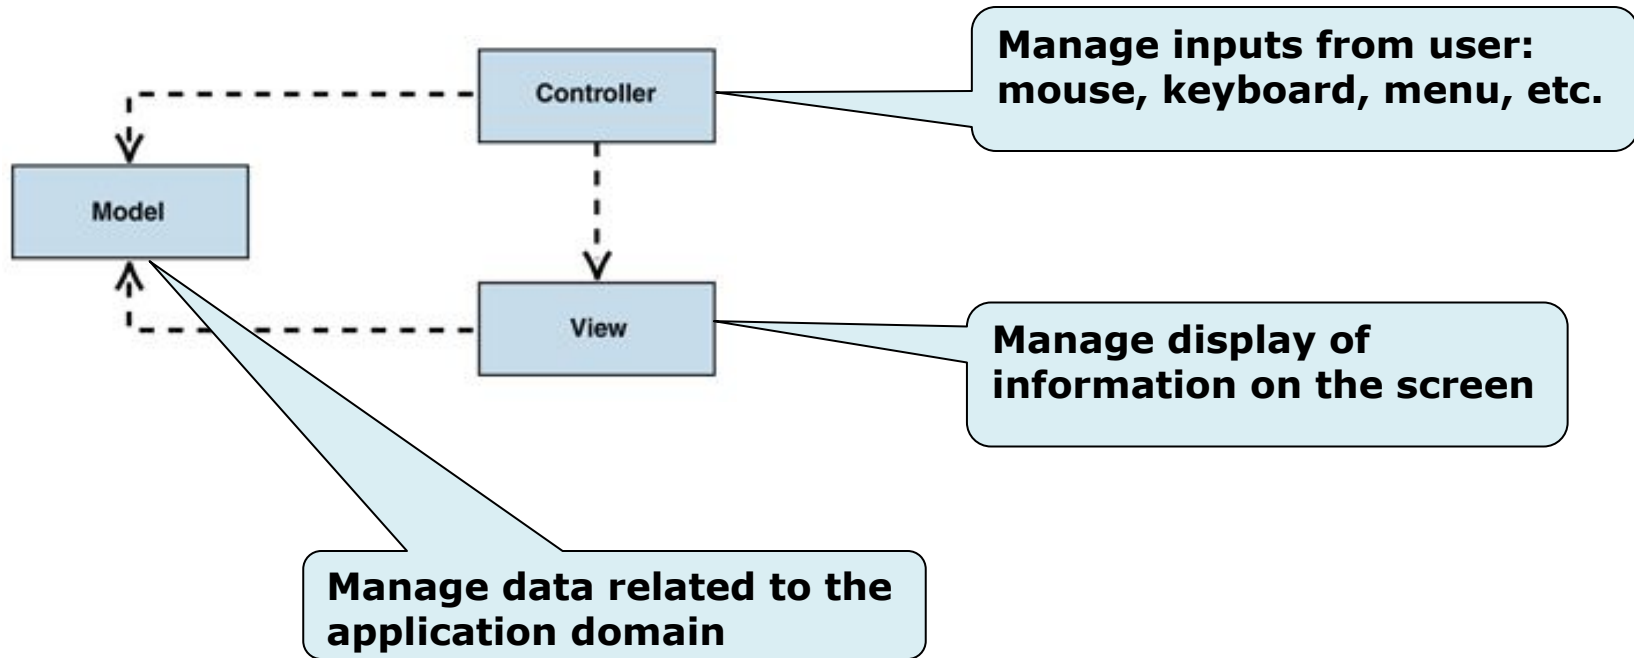 Manage inputs from user:
mouse, keyboard, menu, etc.
Controller
Model
View
Manage display of
information on the screen
Manage data related to the
application domain